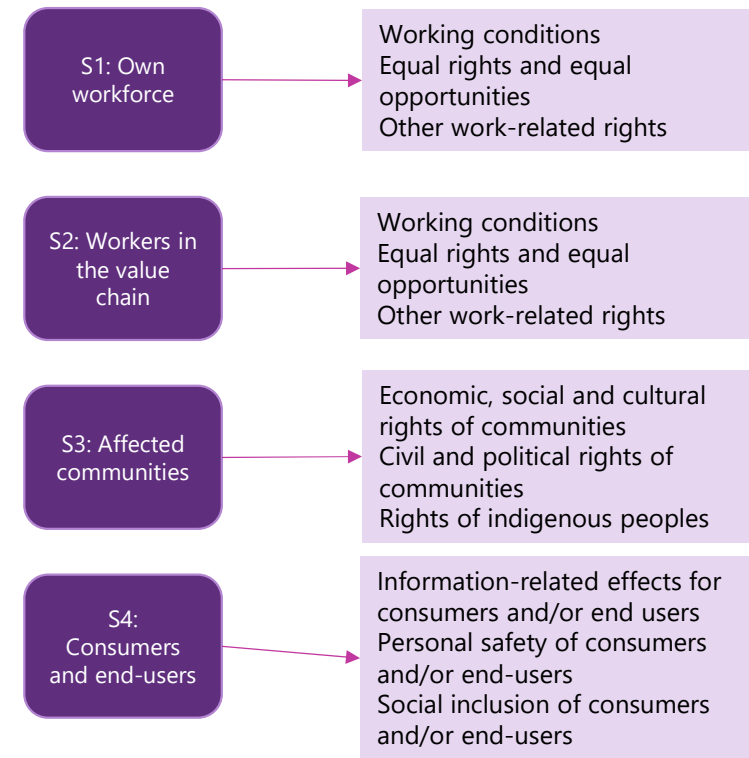 S1: Own
workforce
Working conditions
Equal rights and equal
opportunities
Other work-related rights
S2: Workers in
the value
chain
Working conditions
Equal rights and equal
opportunities
Other work-related rights
S3: Affected
communities
Economic, social and cultural
rights of communities
Civil and political rights of
communities
Rights of indigenous peoples
S4:
Consumers
and end-users
Information-related effects for
consumers and/or end users
Personal safety of consumers
and/or end-users
Social inclusion of consumers
and/or end-users